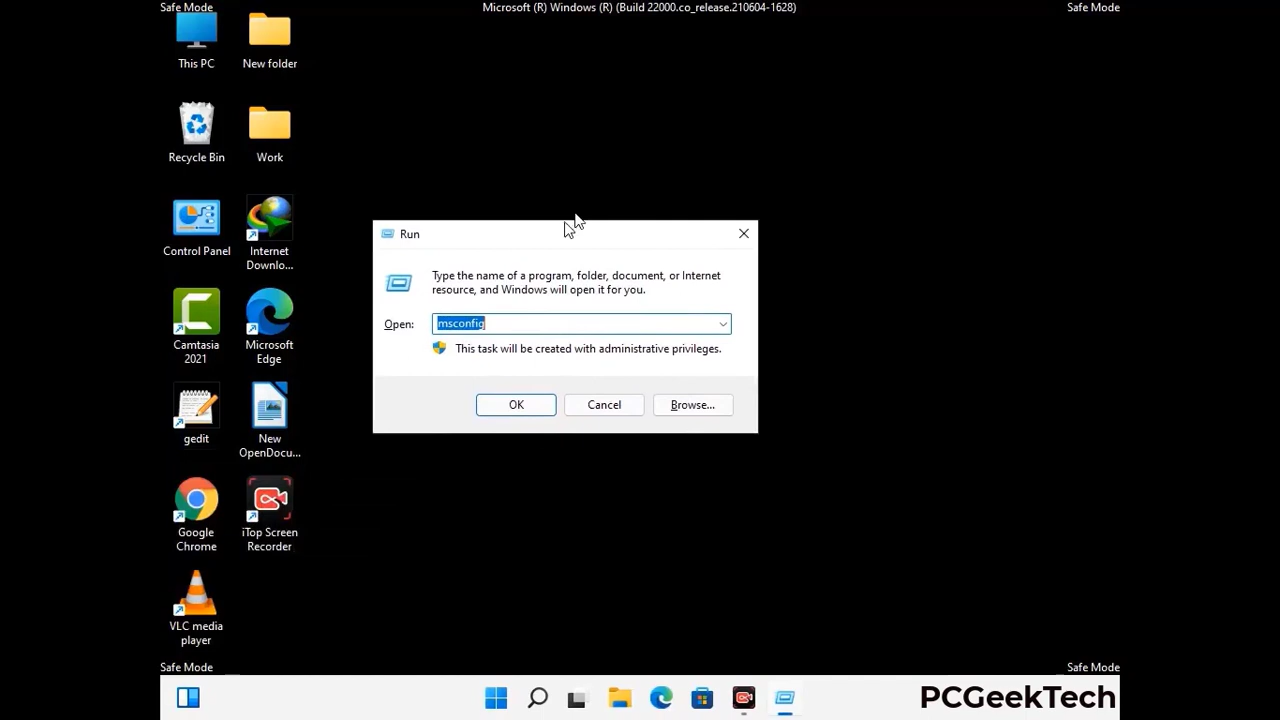 Safe Mode
Microsoft (R) Windows (R) (Build 22000.co_release.210604-1628)
Safe Mode
This PC
New folder
Recycle Bin
Work
Control Panel
Internet
Downlo...
Camtasia
2021
Microsoft
Edge
gedit
New
OpenDocu...
Google
Chrome
iTop Screen
Recorder
VLC media
player
Run
Type the name of a program, folder, document, or Internet
resource, and Windows will open it for you.
Open:
msconfig
This task will be created with administrative privileges.
OK
Cancel
Browse...
Safe Mode
Safe Mode
PCGeekTech